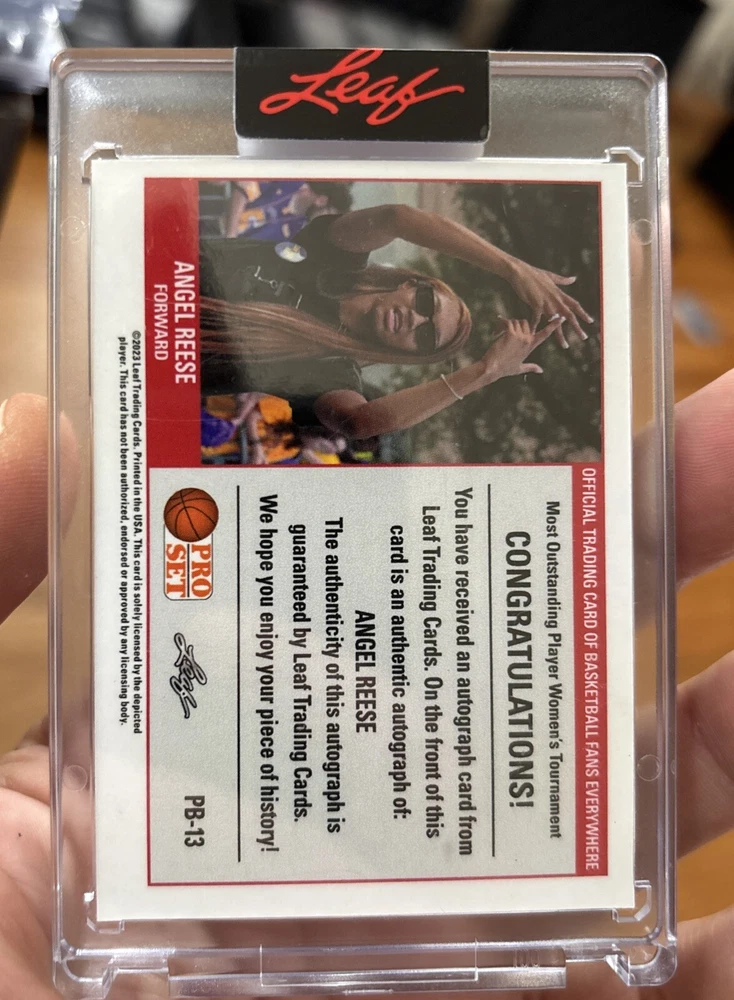 Leaf
OFFICIAL TRADING CARD OF BASKETBALL FANS EVERYWHERE
Most Outstanding Player Women's Tournament
CONGRATULATIONS!
You have received an autograph card from
Leaf Trading Cards. On the front of this
card is an authentic autograph of:
ANGEL REESE
The authenticity of this autograph is
guaranteed by Leaf Trading Cards.
We hope you enjoy your piece of history!
ANGEL REESE
FORWARD
PRO
SET
Leaf
PB-13
©2023 Leaf Trading Cards. Printed in the USA. This card is solely licensed by the depicted
player. This card has not been authorized, endorsed or approved by any licensing body.